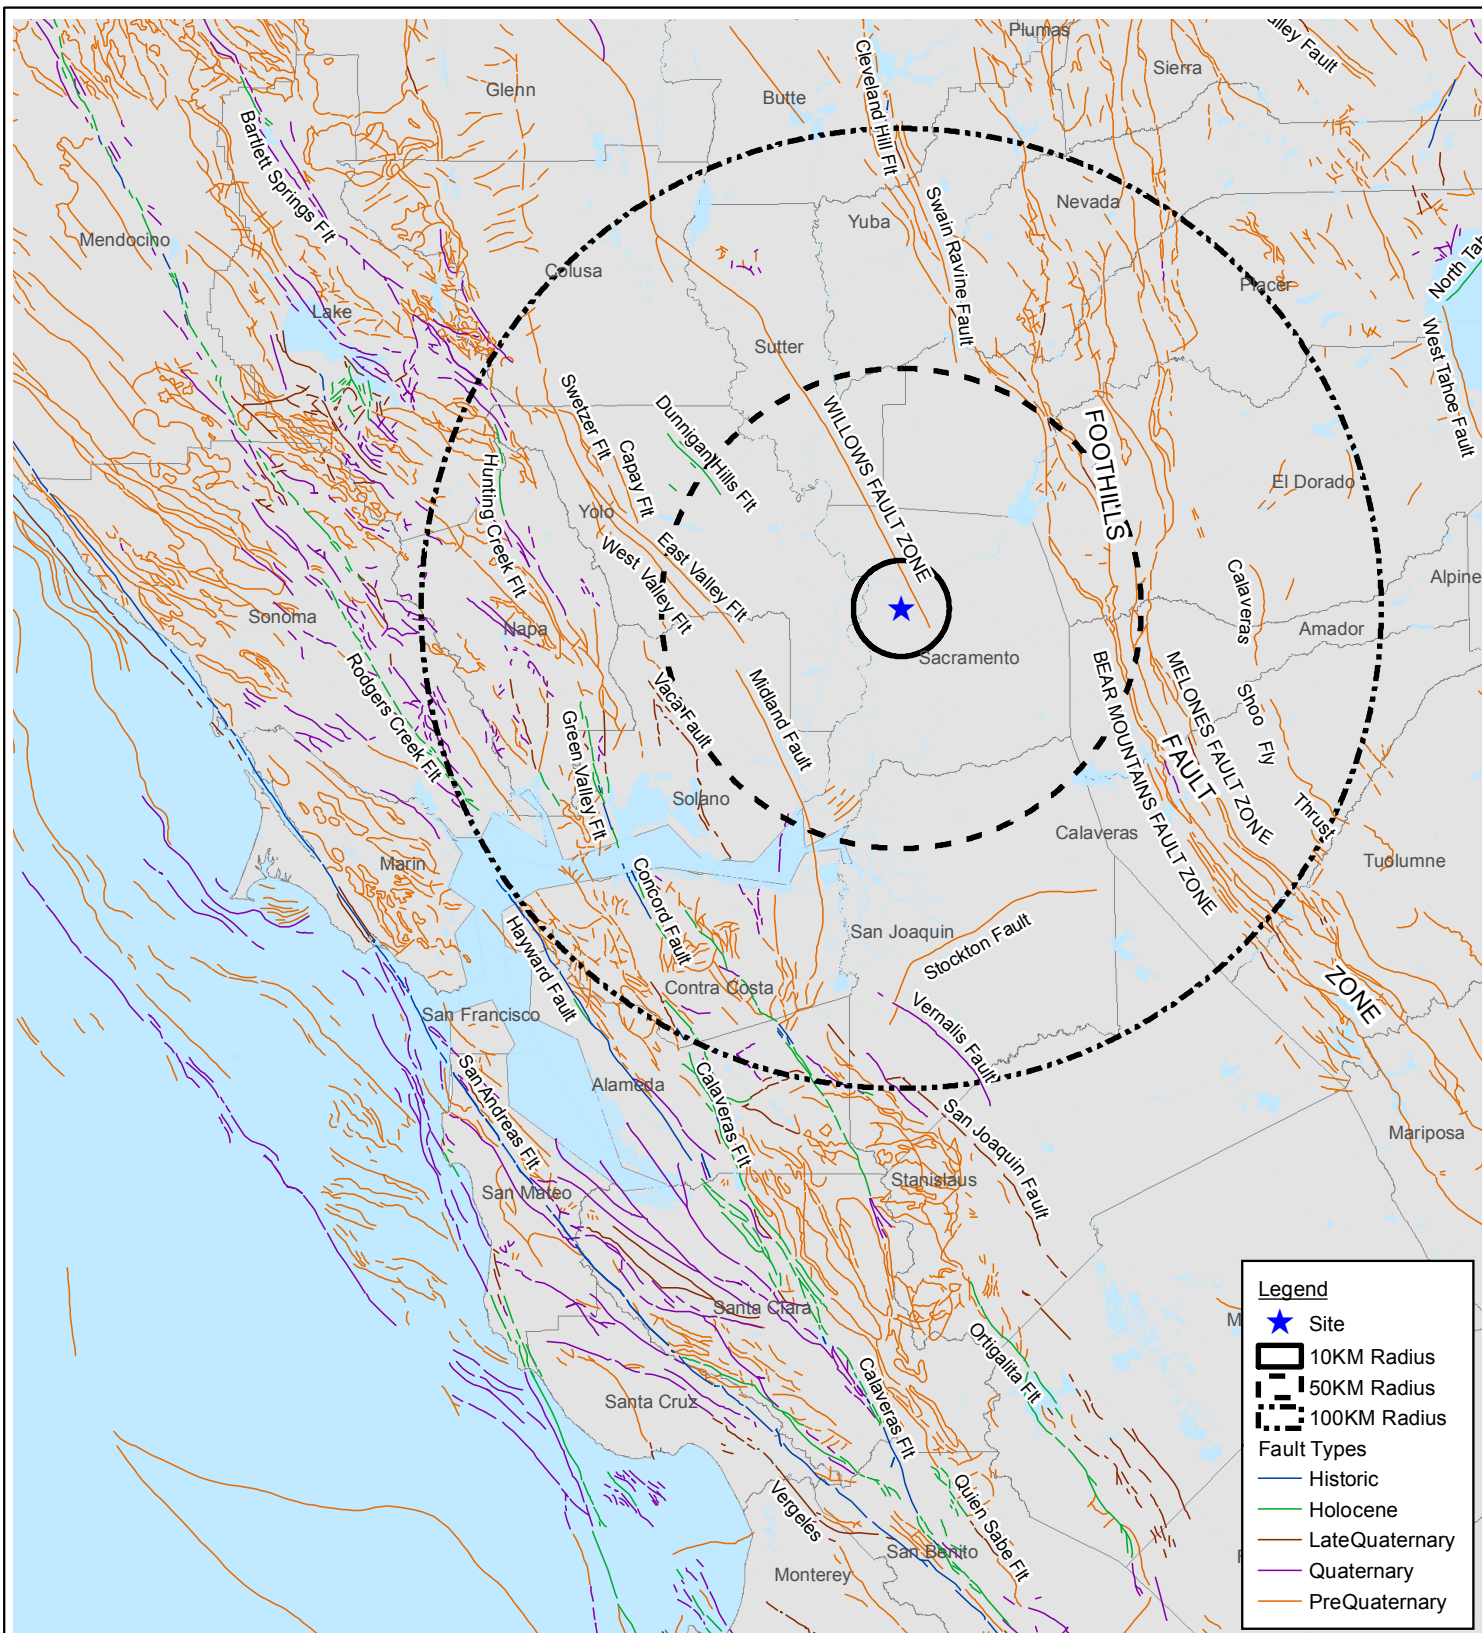 Plumas
Valley Fault
Sierra
Cleveland Hill Flt
Glenn
Butte
Bartlett Springs Flt
Mendocino
Swain Ravine Fault
Nevada
Yuba
North Tah
Colusa
Placer
Lake
Sutter
West Tahoe Fault
Swetzer Flt
Dunnigan Hills Flt
WILLOWS FAULT ZONE
FOOTHILLS
Capay Flt
Hunting Creek Flt
El Dorado
Yolo
East Valley Flt
West Valley Flt
Calaveras
Alpine
Sonoma
Napa
Amador
Sacramento
Rodgers Creek Flt
Vaca Fault
Midland Fault
BEAR MOUNTAINS FAULT ZONE
MELONES FAULT ZONE
Shoo Fly
Green Valley Flt
FAULT
Solano
Thrust
Calaveras
Marin
Tuolumne
Concord Fault
Hayward Fault
San Joaquin
Stockton Fault
Contra Costa
ZONE
San Francisco
Vernalis Fault
San Andreas Flt
Alameda
Calaveras Flt
San Joaquin Fault
Mariposa
Stanislaus
San Mateo
Santa Clara
Ortigalita Flt
M
Santa Cruz
Calaveras Flt
Vergeles
Quien Sabe Flt
San Benito
Monterey
Legend
Site
10KM Radius
50KM Radius
100KM Radius
Fault Types
Historic
Holocene
LateQuaternary
Quaternary
PreQuaternary